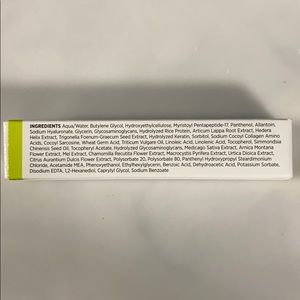 INGREDIENTS Aqua/Water, Butylene Glycol, Hydroxyethylcellulose, Myristoyl Pentapeptide-17, Panthenol, Allantoin,
Sodium Hyaluronate, Glycerin, Glycosaminoglycans, Hydrolyzed Rice Protein, Articum Lappa Root Extract, Hedera
Helix Extract, Trigonella Foenum-Graecum Seed Extract, Hydrolyzed Keratin, Sorbitol, Sodium Cocoyl Collagen Amino
Acids, Cocoyl Sarcosine, Wheat Germ Acid, Triticum Vulgare Oil, Linoleic Acid, Linolenic Acid, Tocopherol, Simmondsia
Chinensis Seed Oil, Tocopheryl Acetate, Hydrolyzed Glycosaminoglycans, Medicago Sativa Extract, Arnica Montana
Flower Extract, Mel Extract, Chamomilla Recutita Flower Extract, Macrocystis Pyrifera Extract, Urtica Dioica Extract,
Citrus Aurantium Dulcis Flower Extract, Polysorbate 20, Polysorbate 80, Panthenyl Hydroxypropyl Steardimonium
Chloride, Acetamide MEA, Phenoxyethanol, Ethylhexylglycerin, Benzoic Acid, Dehydroacetic Acid, Potassium Sorbate,
Disodium EDTA, 1,2-Hexanediol, Caprylyl Glycol, Sodium Benzoate